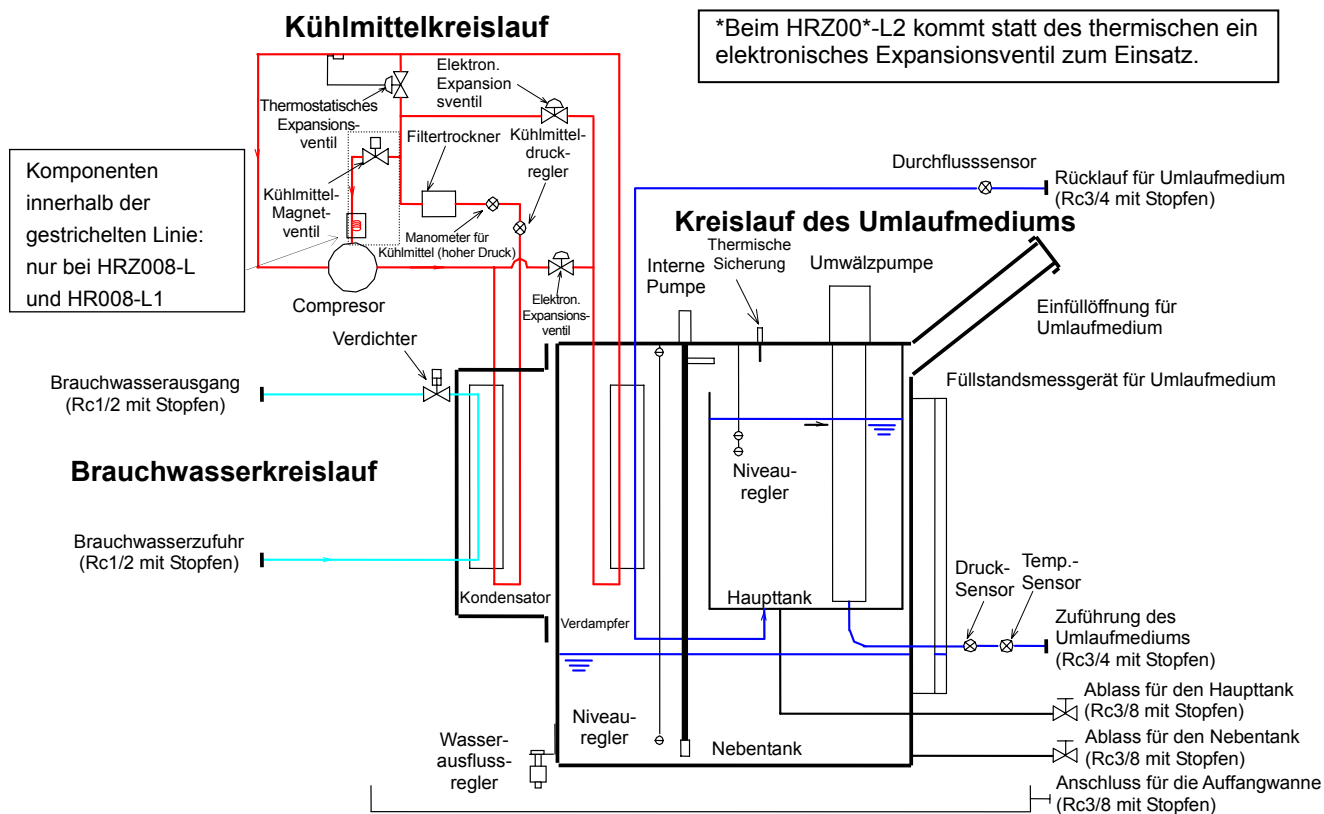 Kühlmittelkreislauf
*Beim HRZ00*-L2 kommt statt des thermischen ein
elektronisches Expansionsventil zum Einsatz.
Elektron.
Expansion
sventil
Thermostatisches
Expansions-
ventil
Filtertrockner
Kühlmittel-
druck-
regler
Komponenten
innerhalb der
gestrichelten Linie:
nur bei HRZ008-L
und HR008-L1
Kühlmittel-
Magnet-
ventil
Manometer für
Kühlmittel (hoher Druck)
Compresor
Elektron.
Expansions-
ventil
Durchflusssensor
Rücklauf für Umlaufmedium
(Rc3/4 mit Stopfen)
Kreislauf des Umlaufmediums
Interne
Pumpe
Thermische
Sicherung
Umwälzpumpe
Einfüllöffnung für
Umlaufmedium
Verdichter
Brauchwasserausgang
(Rc1/2 mit Stopfen)
Füllstandsmessgerät für Umlaufmedium
Brauchwasserkreislauf
Niveau-
regler
Brauchwasserzufuhr
(Rc1/2 mit Stopfen)
Kondensator
Verdampfer
Haupttank
Druck-
Sensor
Temp.-
Sensor
Zuführung des
Umlaufmediums
(Rc3/4 mit Stopfen)
Ablass für den Haupttank
(Rc3/8 mit Stopfen)
Niveau-
regler
Nebentank
Wasser-
ausfluss-
regler
Ablass für den Nebentank
(Rc3/8 mit Stopfen)
Anschluss für die Auffangwanne
(Rc3/8 mit Stopfen)